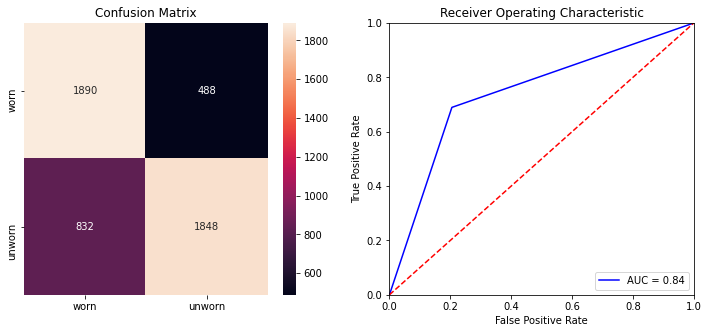 Confusion Matrix
worn
unworn
1890 488
832 1848
worn unworn
1800
1600
1400
1200
1000
800
600
Receiver Operating Characteristic
True Positive Rate
1.0
0.8
0.6
0.4
0.2
0.0
AUC = 0.84
0.0 0.2 0.4 0.6 0.8 1.0
False Positive Rate